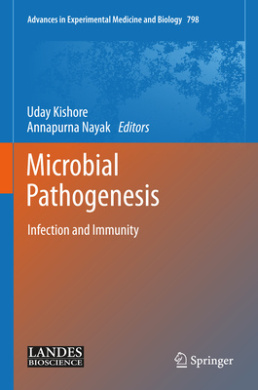 Advances in Experimental Medicine and Biology 798
Uday Kishore
Annapurna Nayak Editors
Microbial
Pathogenesis
Infection and Immunity
LANDES
BIOSCIENCE
Springer